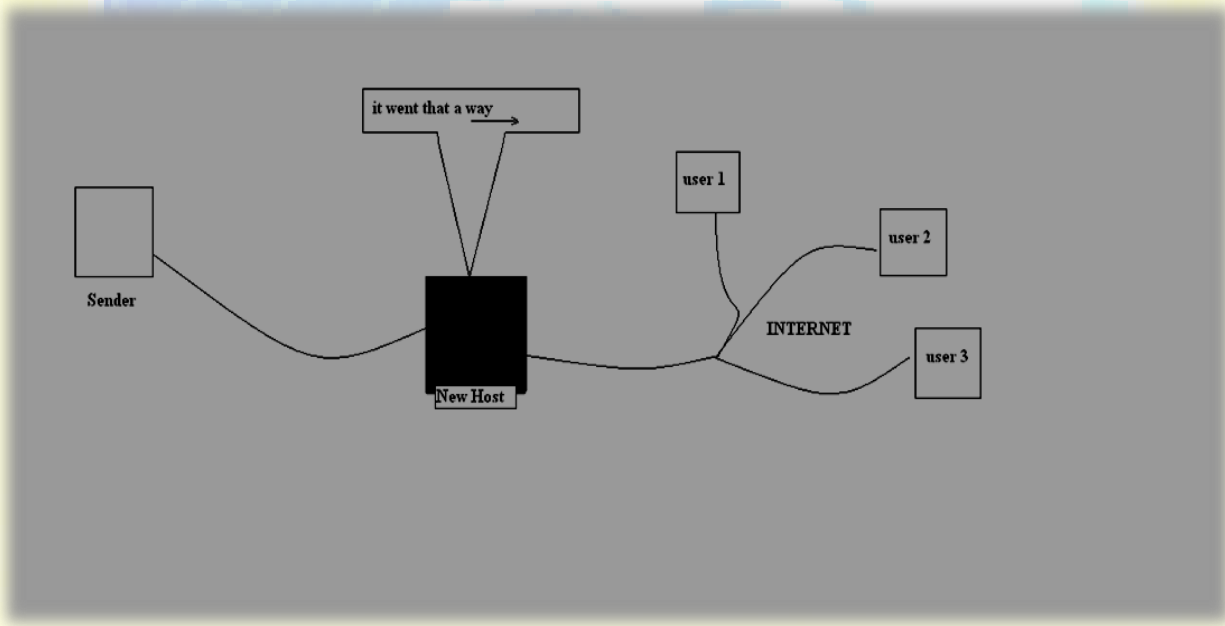 it went that a way
user 1
user 2
Sender
INTERNET
user 3
New Host